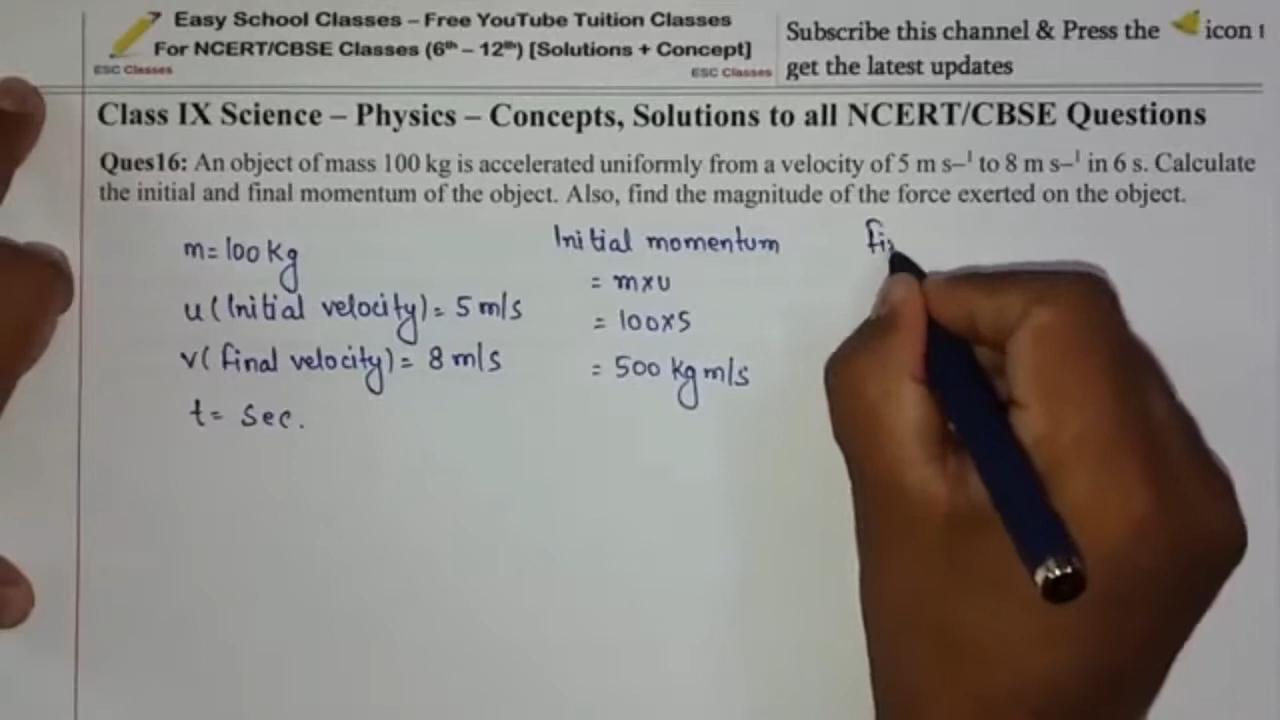 Easy School Classes – Free YouTube Tuition Classes
For NCERT/CBSE Classes (6th – 12th) [Solutions + Concept]
ESC Classes
ESC Classes
Subscribe this channel & Press the icon
get the latest updates
Class IX Science – Physics – Concepts, Solutions to all NCERT/CBSE Questions
Ques16: An object of mass 100 kg is accelerated uniformly from a velocity of 5 m s–¹ to 8 m s–¹ in 6 s. Calculate
the initial and final momentum of the object. Also, find the magnitude of the force exerted on the object.
m= 100 Kg
u (Initial velocity) = 5 m/s
v (final velocity) = 8 m/s
t= sec.
Initial momentum
= m×u
= 100×5
= 500 Kg m/s
fi